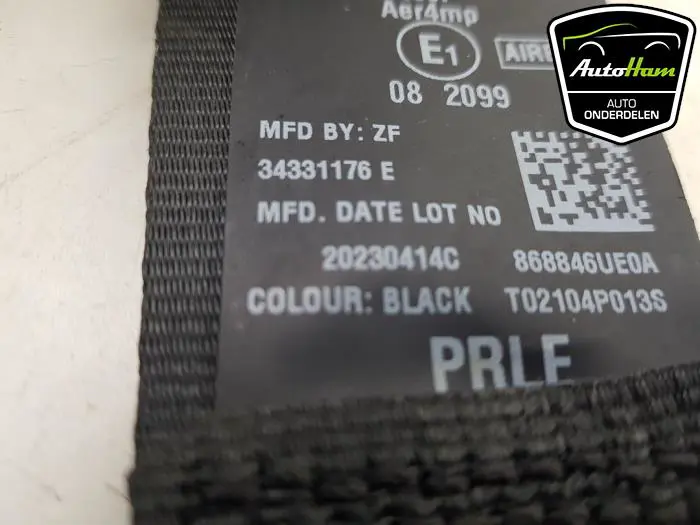 Aer4mp
E1
08 2099
MFD BY: ZF
34331176 E
MFD. DATE LOT NO
20230414C 868846UE0A
COLOUR: BLACK T02104P013S
PRLE
AutoHam
AUTO
ONDERDELEN